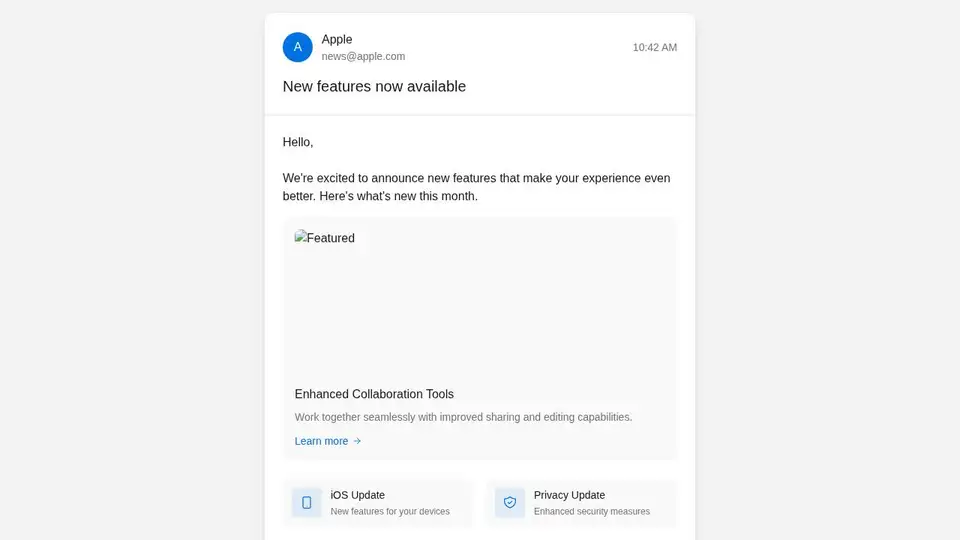 A
Apple
news@apple.com
10:42 AM
New features now available
Hello,
We're excited to announce new features that make your experience even
better. Here's what's new this month.
Featured
Enhanced Collaboration Tools
Work together seamlessly with improved sharing and editing capabilities.
Learn more →
iOS Update
New features for your devices
Privacy Update
Enhanced security measures